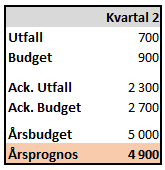 Kvartal 2
Utfall 700
Budget 900
Ack. Utfall 2 300
Ack. Budget 2 700
Årsbudget 5 000
Årsprognos 4 900